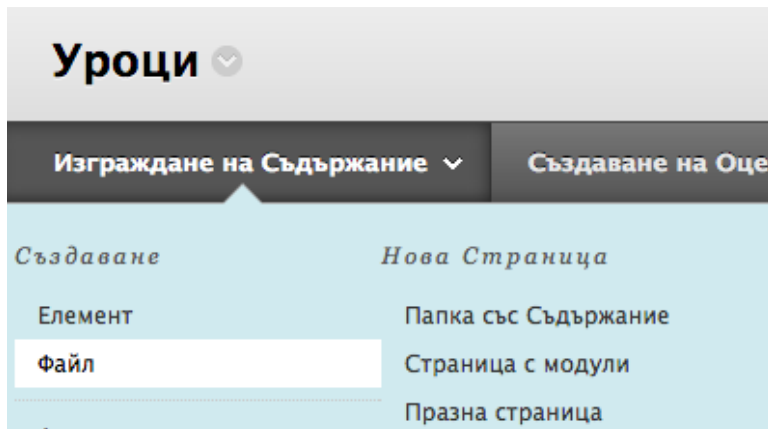 Уроци
Изграждане на Съдържание
Създаване на Оце
Създаване
Нова Страница
Елемент
Папка със Съдържание
Файл
Страница с модули
Празна страница